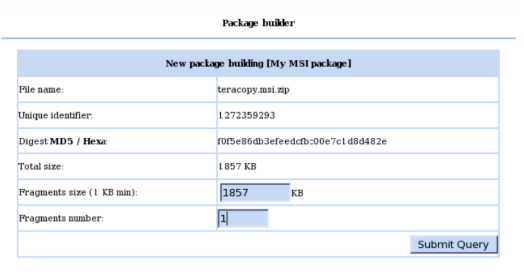 Package builder
New package building [My MSI package]
File name: teracopy.msi.zip
Unique identifier: 1272359293
Digest MD5 / Hexa: f0f5e86db3efeedcfb:00e7c1d8d482e
Total size: 1857 KB
Fragments size (1 KB min): 1857 KB
Fragments number: 1
Submit Query